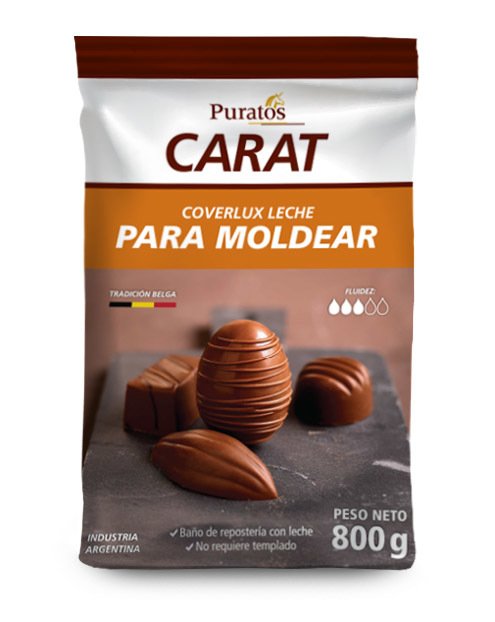 Puratos
CARAT
COVERLUX LECHE
PARA MOLDEAR
TRADICIÓN BELGA
FLUIDEZ:
✓Baño de repostería con leche
✓No requiere templado
INDUSTRIA
ARGENTINA
PESO NETO
800 g